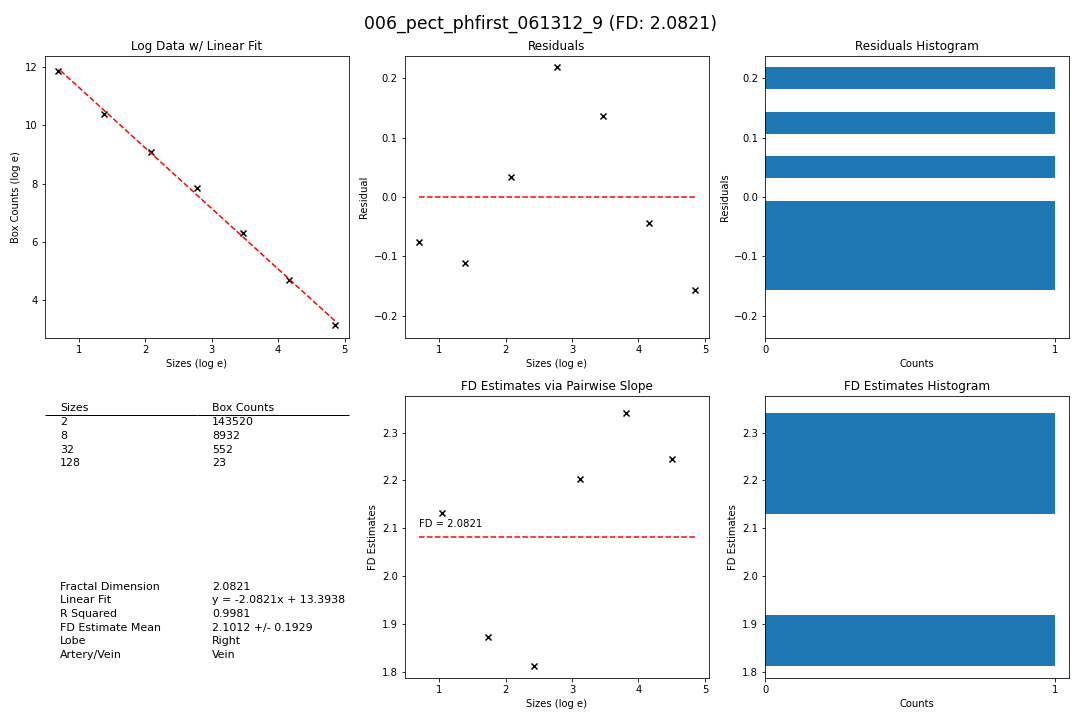 006_pect_phfirst_061312_9 (FD: 2.0821)
Log Data w/ Linear Fit
Box Counts (log e)
12
10
8
6
4
1 2 3 4 5
Sizes (log e)
Residuals
Residual
0.2
0.1
0.0
−0.1
−0.2
1 2 3 4 5
Sizes (log e)
Residuals Histogram
Residuals
0.2
0.1
0.0
−0.1
−0.2
0 1
Counts
Sizes Box Counts
2 143520
8 8932
32 552
128 23
Fractal Dimension 2.0821
Linear Fit y = -2.0821x + 13.3938
R Squared 0.9981
FD Estimate Mean 2.1012 +/- 0.1929
Lobe Right
Artery/Vein Vein
FD Estimates via Pairwise Slope
FD Estimates
2.3
2.2
2.1
2.0
1.9
1.8
FD = 2.0821
1 2 3 4 5
Sizes (log e)
FD Estimates Histogram
FD Estimates
2.3
2.2
2.1
2.0
1.9
1.8
0 1
Counts